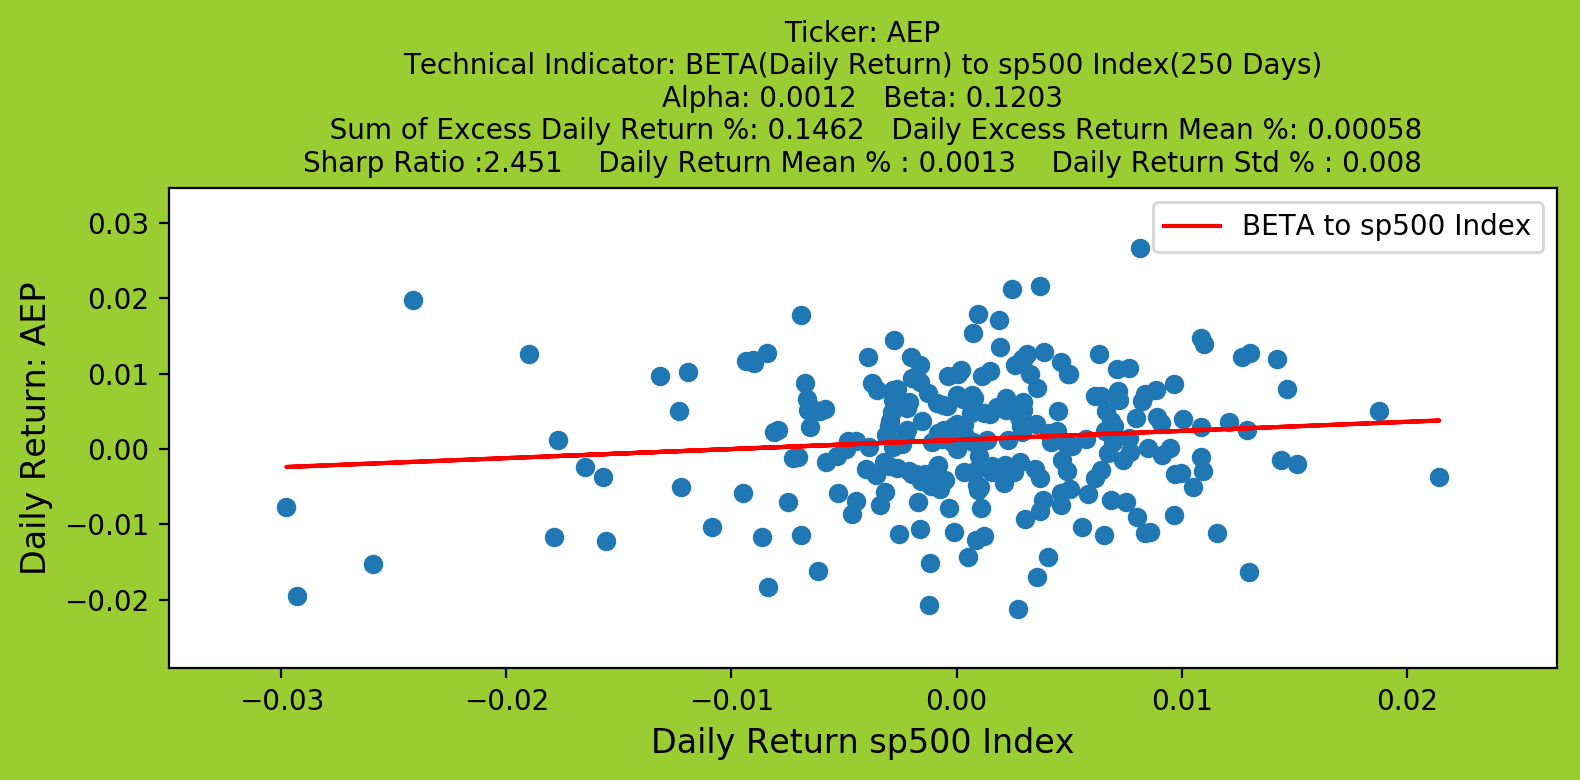 Ticker: AEP
Technical Indicator: BETA(Daily Return) to sp500 Index(250 Days)
Alpha: 0.0012   Beta: 0.1203
Sum of Excess Daily Return %: 0.1462   Daily Excess Return Mean %: 0.00058
Sharp Ratio :2.451    Daily Return Mean % : 0.0013    Daily Return Std % : 0.008
BETA to sp500 Index
Daily Return: AEP
0.03
0.02
0.01
0.00
−0.01
−0.02
−0.03
−0.02
−0.01
0.00
0.01
0.02
Daily Return sp500 Index